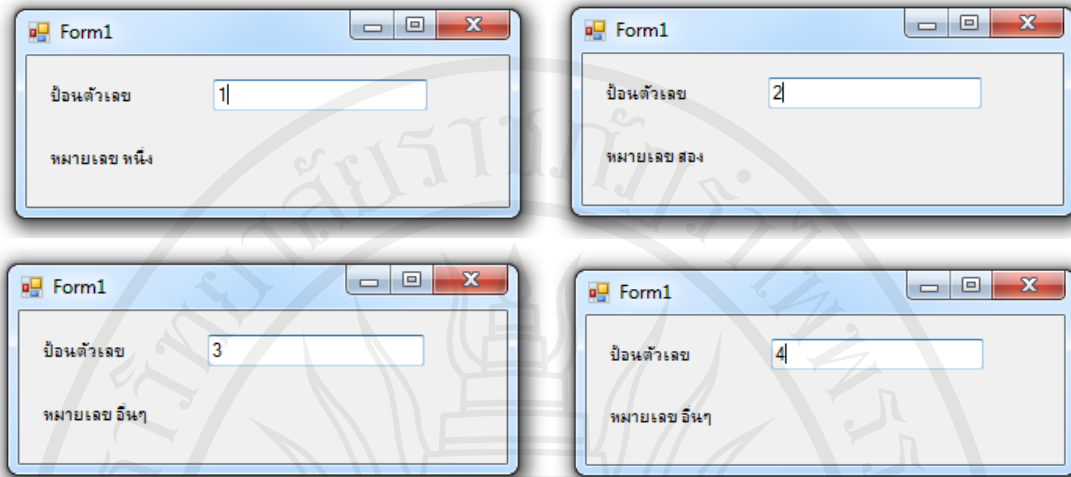 Form1
ป้อนตัวเลข 1
หมายเลข หนึ่ง
Form1
ป้อนตัวเลข 2
หมายเลข สอง
Form1
ป้อนตัวเลข 3
หมายเลข อื่นๆ
Form1
ป้อนตัวเลข 4
หมายเลข อื่นๆ